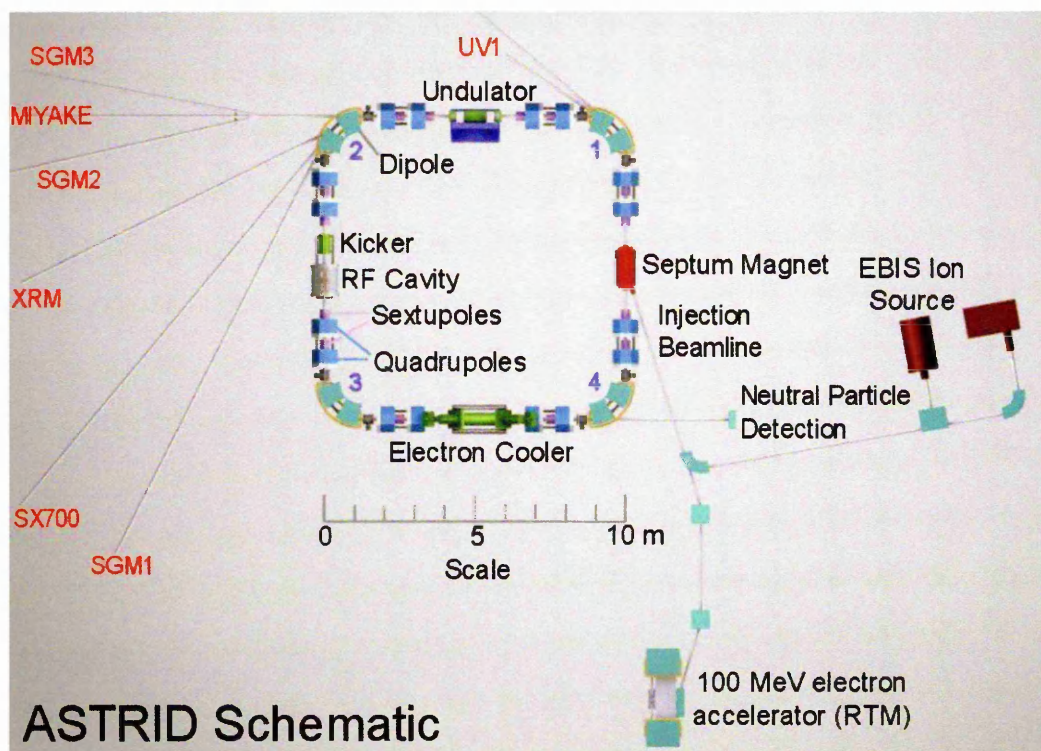 SGM3
UV1
MIYAKE
Undulator
2
1
Dipole
SGM2
Kicker
Septum Magnet
EBIS Ion
Source
RF Cavity
XRM
Sextupoles
Injection
Beamline
Quadrupoles
3
4
Neutral Particle
Detection
Electron Cooler
SX700
0
5
10 m
SGM1
Scale
100 MeV electron
accelerator (RTM)
ASTRID Schematic